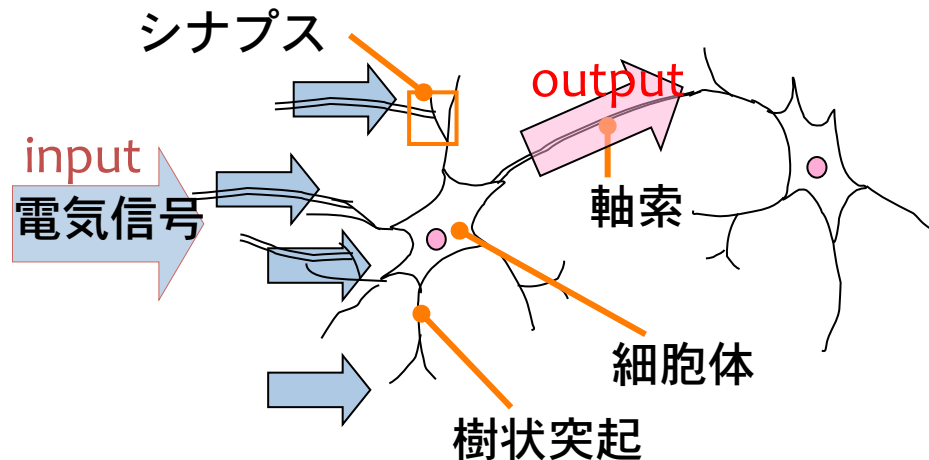 シナプス
output
input
電気信号
軸索
細胞体
樹状突起